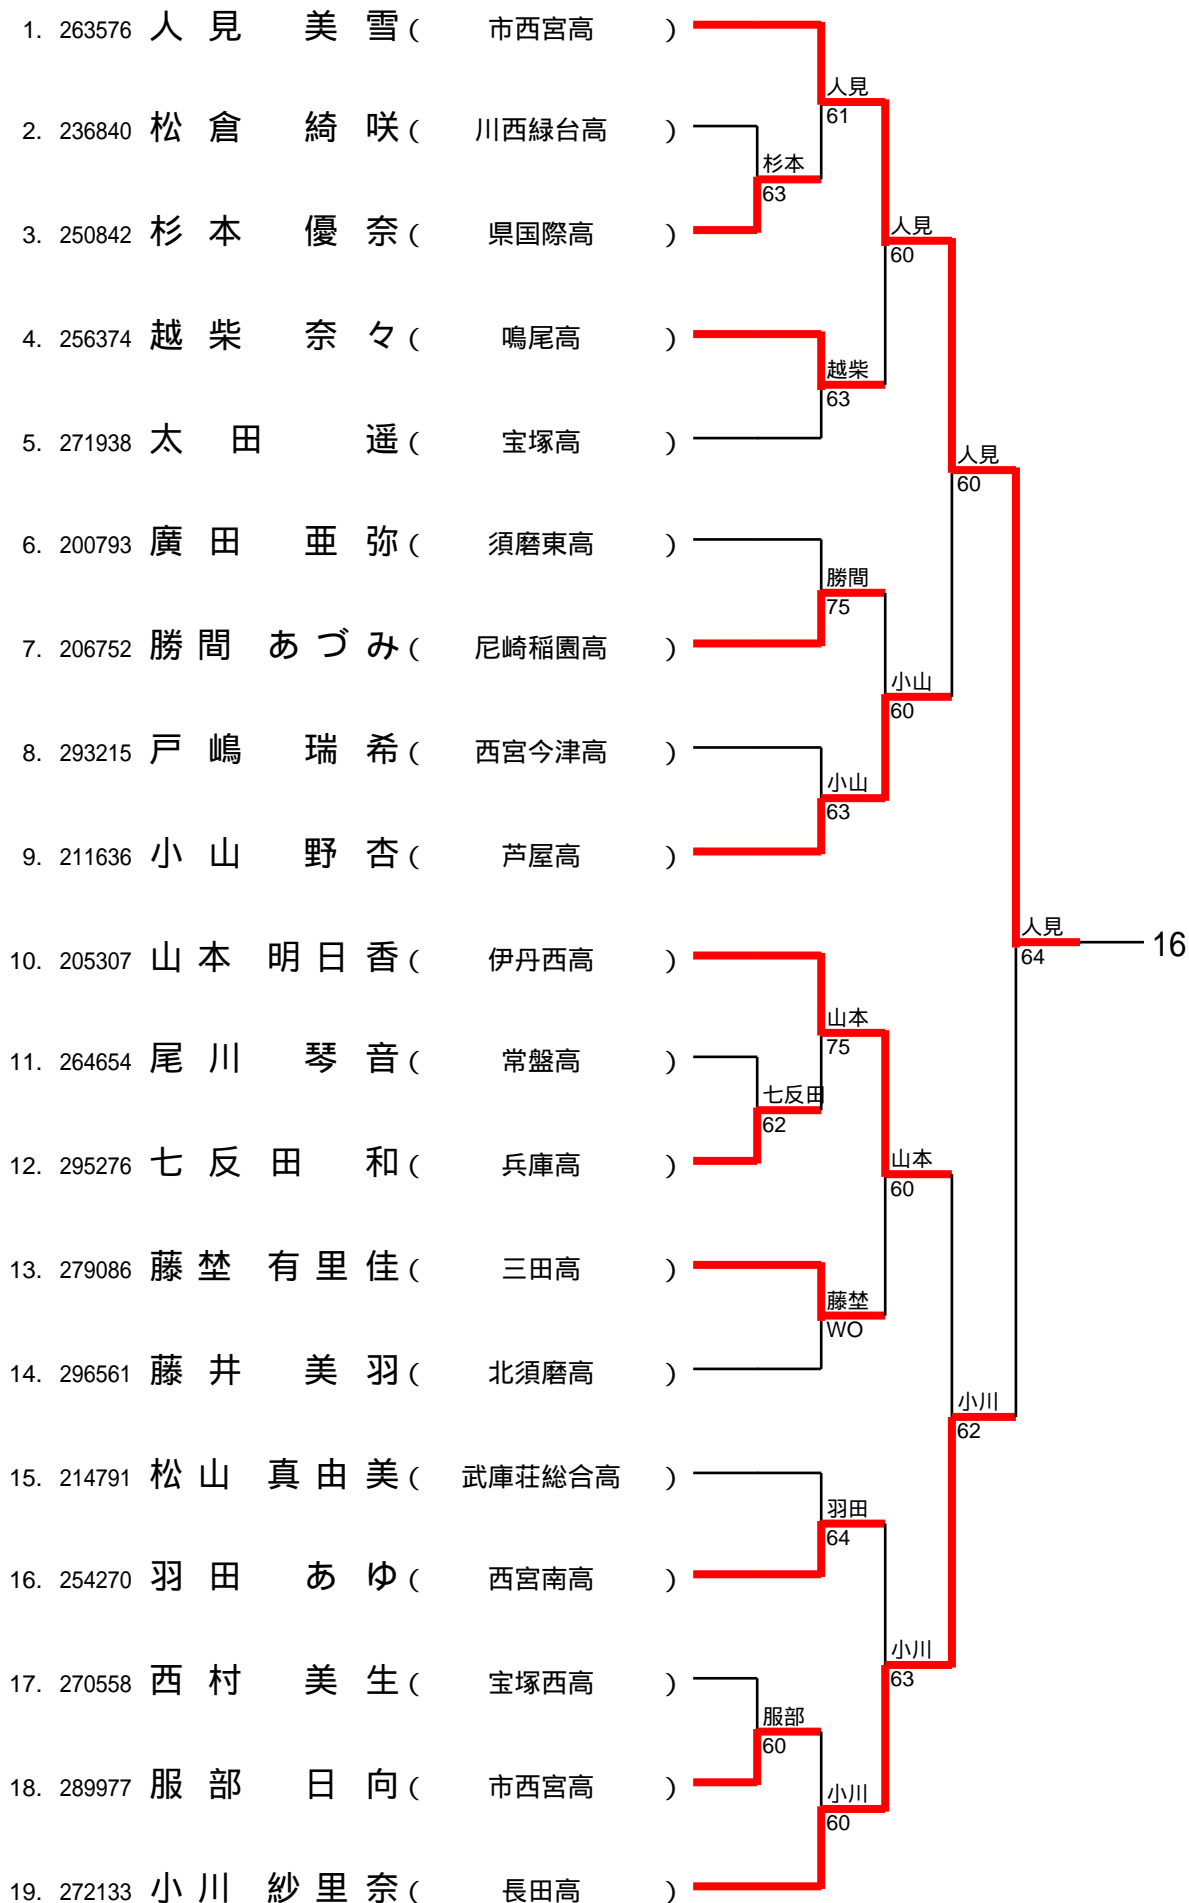 1. 263576 人見 美雪 ( 市西宮高 )
人見
61
2. 236840 松倉 綺咲 ( 川西緑台高 )
杉本
63
3. 250842 杉本 優奈 ( 県国際高 )
人見
60
4. 256374 越柴 奈々 ( 鳴尾高 )
越柴
63
5. 271938 太田 遥 ( 宝塚高 )
人見
60
6. 200793 廣田 亜弥 ( 須磨東高 )
勝間
75
7. 206752 勝間 あづみ ( 尼崎稲園高 )
小山
60
8. 293215 戸嶋 瑞希 ( 西宮今津高 )
小山
63
9. 211636 小山 野杏 ( 芦屋高 )
人見
64
16
10. 205307 山本 明日香 ( 伊丹西高 )
山本
75
11. 264654 尾川 琴音 ( 常盤高 )
七反田
62
12. 295276 七反田 和 ( 兵庫高 )
山本
60
13. 279086 藤埜 有里佳 ( 三田高 )
藤埜
WO
14. 296561 藤井 美羽 ( 北須磨高 )
小川
62
15. 214791 松山 真由美 ( 武庫荘総合高 )
羽田
64
16. 254270 羽田 あゆ ( 西宮南高 )
小川
63
17. 270558 西村 美生 ( 宝塚西高 )
服部
60
18. 289977 服部 日向 ( 市西宮高 )
小川
60
19. 272133 小川 紗里奈 ( 長田高 )